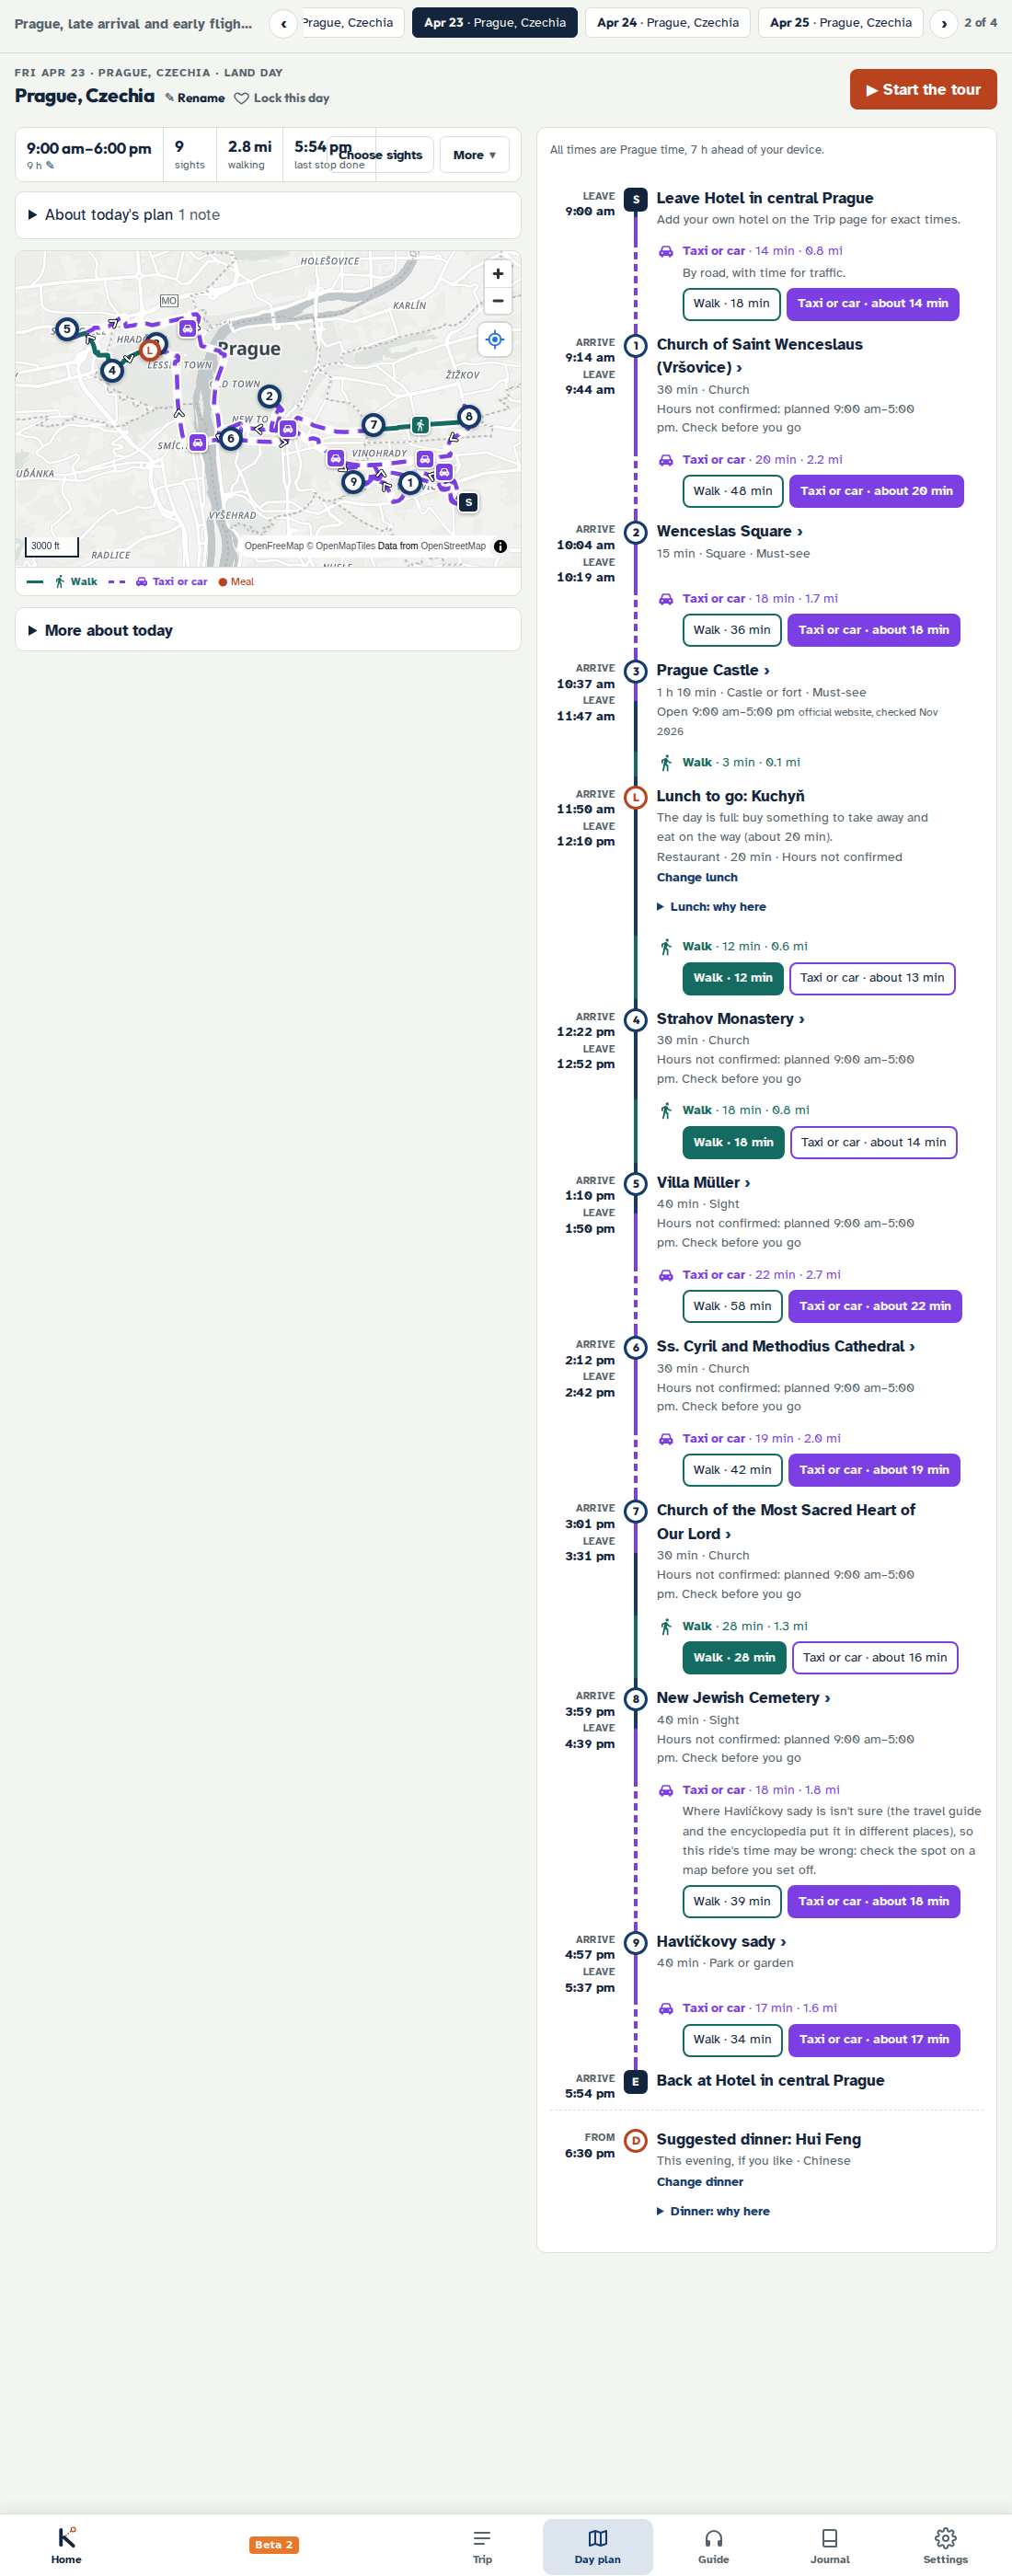 Prague, late arrival and early fligh...
‹
Prague, Czechia
Apr 23 · Prague, Czechia
Apr 24 · Prague, Czechia
Apr 25 · Prague, Czechia
›
2 of 4
FRI APR 23 · PRAGUE, CZECHIA · LAND DAY
Prague, Czechia
✎ Rename
Lock this day
▶ Start the tour
9:00 am–6:00 pm
9 h ✎
9
sights
2.8 mi
walking
5:54 pm
last stop done
Choose sights
More ▼
▶ About today's plan 1 note
HOLEŠOVICE
MO
KARLÍN
Prague
ŽIŽKOV
VINOHRADY
VYŠEHRAD
RADLICE
5
4
L
2
6
7
8
9
1
S
+
−
3000 ft
OpenFreeMap © OpenMapTiles Data from OpenStreetMap
Walk
Taxi or car
Meal
▶ More about today
All times are Prague time, 7 h ahead of your device.
LEAVE
9:00 am
S
Leave Hotel in central Prague
Add your own hotel on the Trip page for exact times.
Taxi or car · 14 min · 0.8 mi
By road, with time for traffic.
Walk · 18 min
Taxi or car · about 14 min
ARRIVE
9:14 am
LEAVE
9:44 am
1
Church of Saint Wenceslaus
(Vršovice) ›
30 min · Church
Hours not confirmed: planned 9:00 am–5:00
pm. Check before you go
Taxi or car · 20 min · 2.2 mi
Walk · 48 min
Taxi or car · about 20 min
ARRIVE
10:04 am
LEAVE
10:19 am
2
Wenceslas Square ›
15 min · Square · Must-see
Taxi or car · 18 min · 1.7 mi
Walk · 36 min
Taxi or car · about 18 min
ARRIVE
10:37 am
LEAVE
11:47 am
3
Prague Castle ›
1 h 10 min · Castle or fort · Must-see
Open 9:00 am–5:00 pm official website, checked Nov
2026
Walk · 3 min · 0.1 mi
ARRIVE
11:50 am
LEAVE
12:10 pm
L
Lunch to go: Kuchyň
The day is full: buy something to take away and
eat on the way (about 20 min).
Restaurant · 20 min · Hours not confirmed
Change lunch
▶ Lunch: why here
Walk · 12 min · 0.6 mi
Walk · 12 min
Taxi or car · about 13 min
ARRIVE
12:22 pm
LEAVE
12:52 pm
4
Strahov Monastery ›
30 min · Church
Hours not confirmed: planned 9:00 am–5:00
pm. Check before you go
Walk · 18 min · 0.8 mi
Walk · 18 min
Taxi or car · about 14 min
ARRIVE
1:10 pm
LEAVE
1:50 pm
5
Villa Müller ›
40 min · Sight
Hours not confirmed: planned 9:00 am–5:00
pm. Check before you go
Taxi or car · 22 min · 2.7 mi
Walk · 58 min
Taxi or car · about 22 min
ARRIVE
2:12 pm
LEAVE
2:42 pm
6
Ss. Cyril and Methodius Cathedral ›
30 min · Church
Hours not confirmed: planned 9:00 am–5:00
pm. Check before you go
Taxi or car · 19 min · 2.0 mi
Walk · 42 min
Taxi or car · about 19 min
ARRIVE
3:01 pm
LEAVE
3:31 pm
7
Church of the Most Sacred Heart of
Our Lord ›
30 min · Church
Hours not confirmed: planned 9:00 am–5:00
pm. Check before you go
Walk · 28 min · 1.3 mi
Walk · 28 min
Taxi or car · about 16 min
ARRIVE
3:59 pm
LEAVE
4:39 pm
8
New Jewish Cemetery ›
40 min · Sight
Hours not confirmed: planned 9:00 am–5:00
pm. Check before you go
Taxi or car · 18 min · 1.8 mi
Where Havlíčkovy sady is isn't sure (the travel guide
and the encyclopedia put it in different places), so
this ride's time may be wrong: check the spot on a
map before you set off.
Walk · 39 min
Taxi or car · about 18 min
ARRIVE
4:57 pm
LEAVE
5:37 pm
9
Havlíčkovy sady ›
40 min · Park or garden
Taxi or car · 17 min · 1.6 mi
Walk · 34 min
Taxi or car · about 17 min
ARRIVE
5:54 pm
E
Back at Hotel in central Prague
FROM
6:30 pm
D
Suggested dinner: Hui Feng
This evening, if you like · Chinese
Change dinner
▶ Dinner: why here
Home
Beta 2
Trip
Day plan
Guide
Journal
Settings